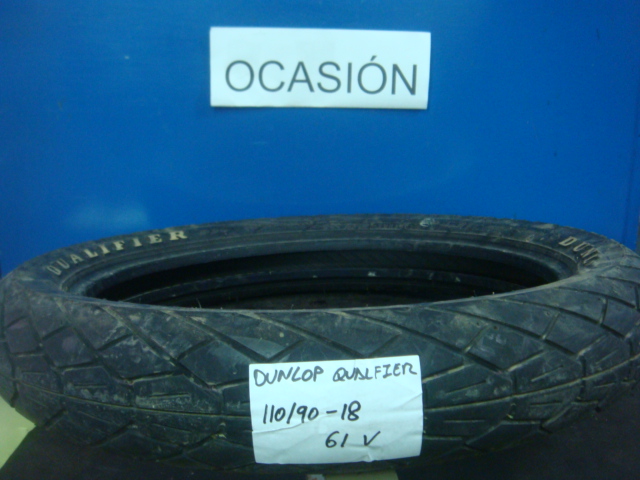 OCASIÓN
QUALIFIER
DUNLOP QUALFIER
110/90-18
61 V